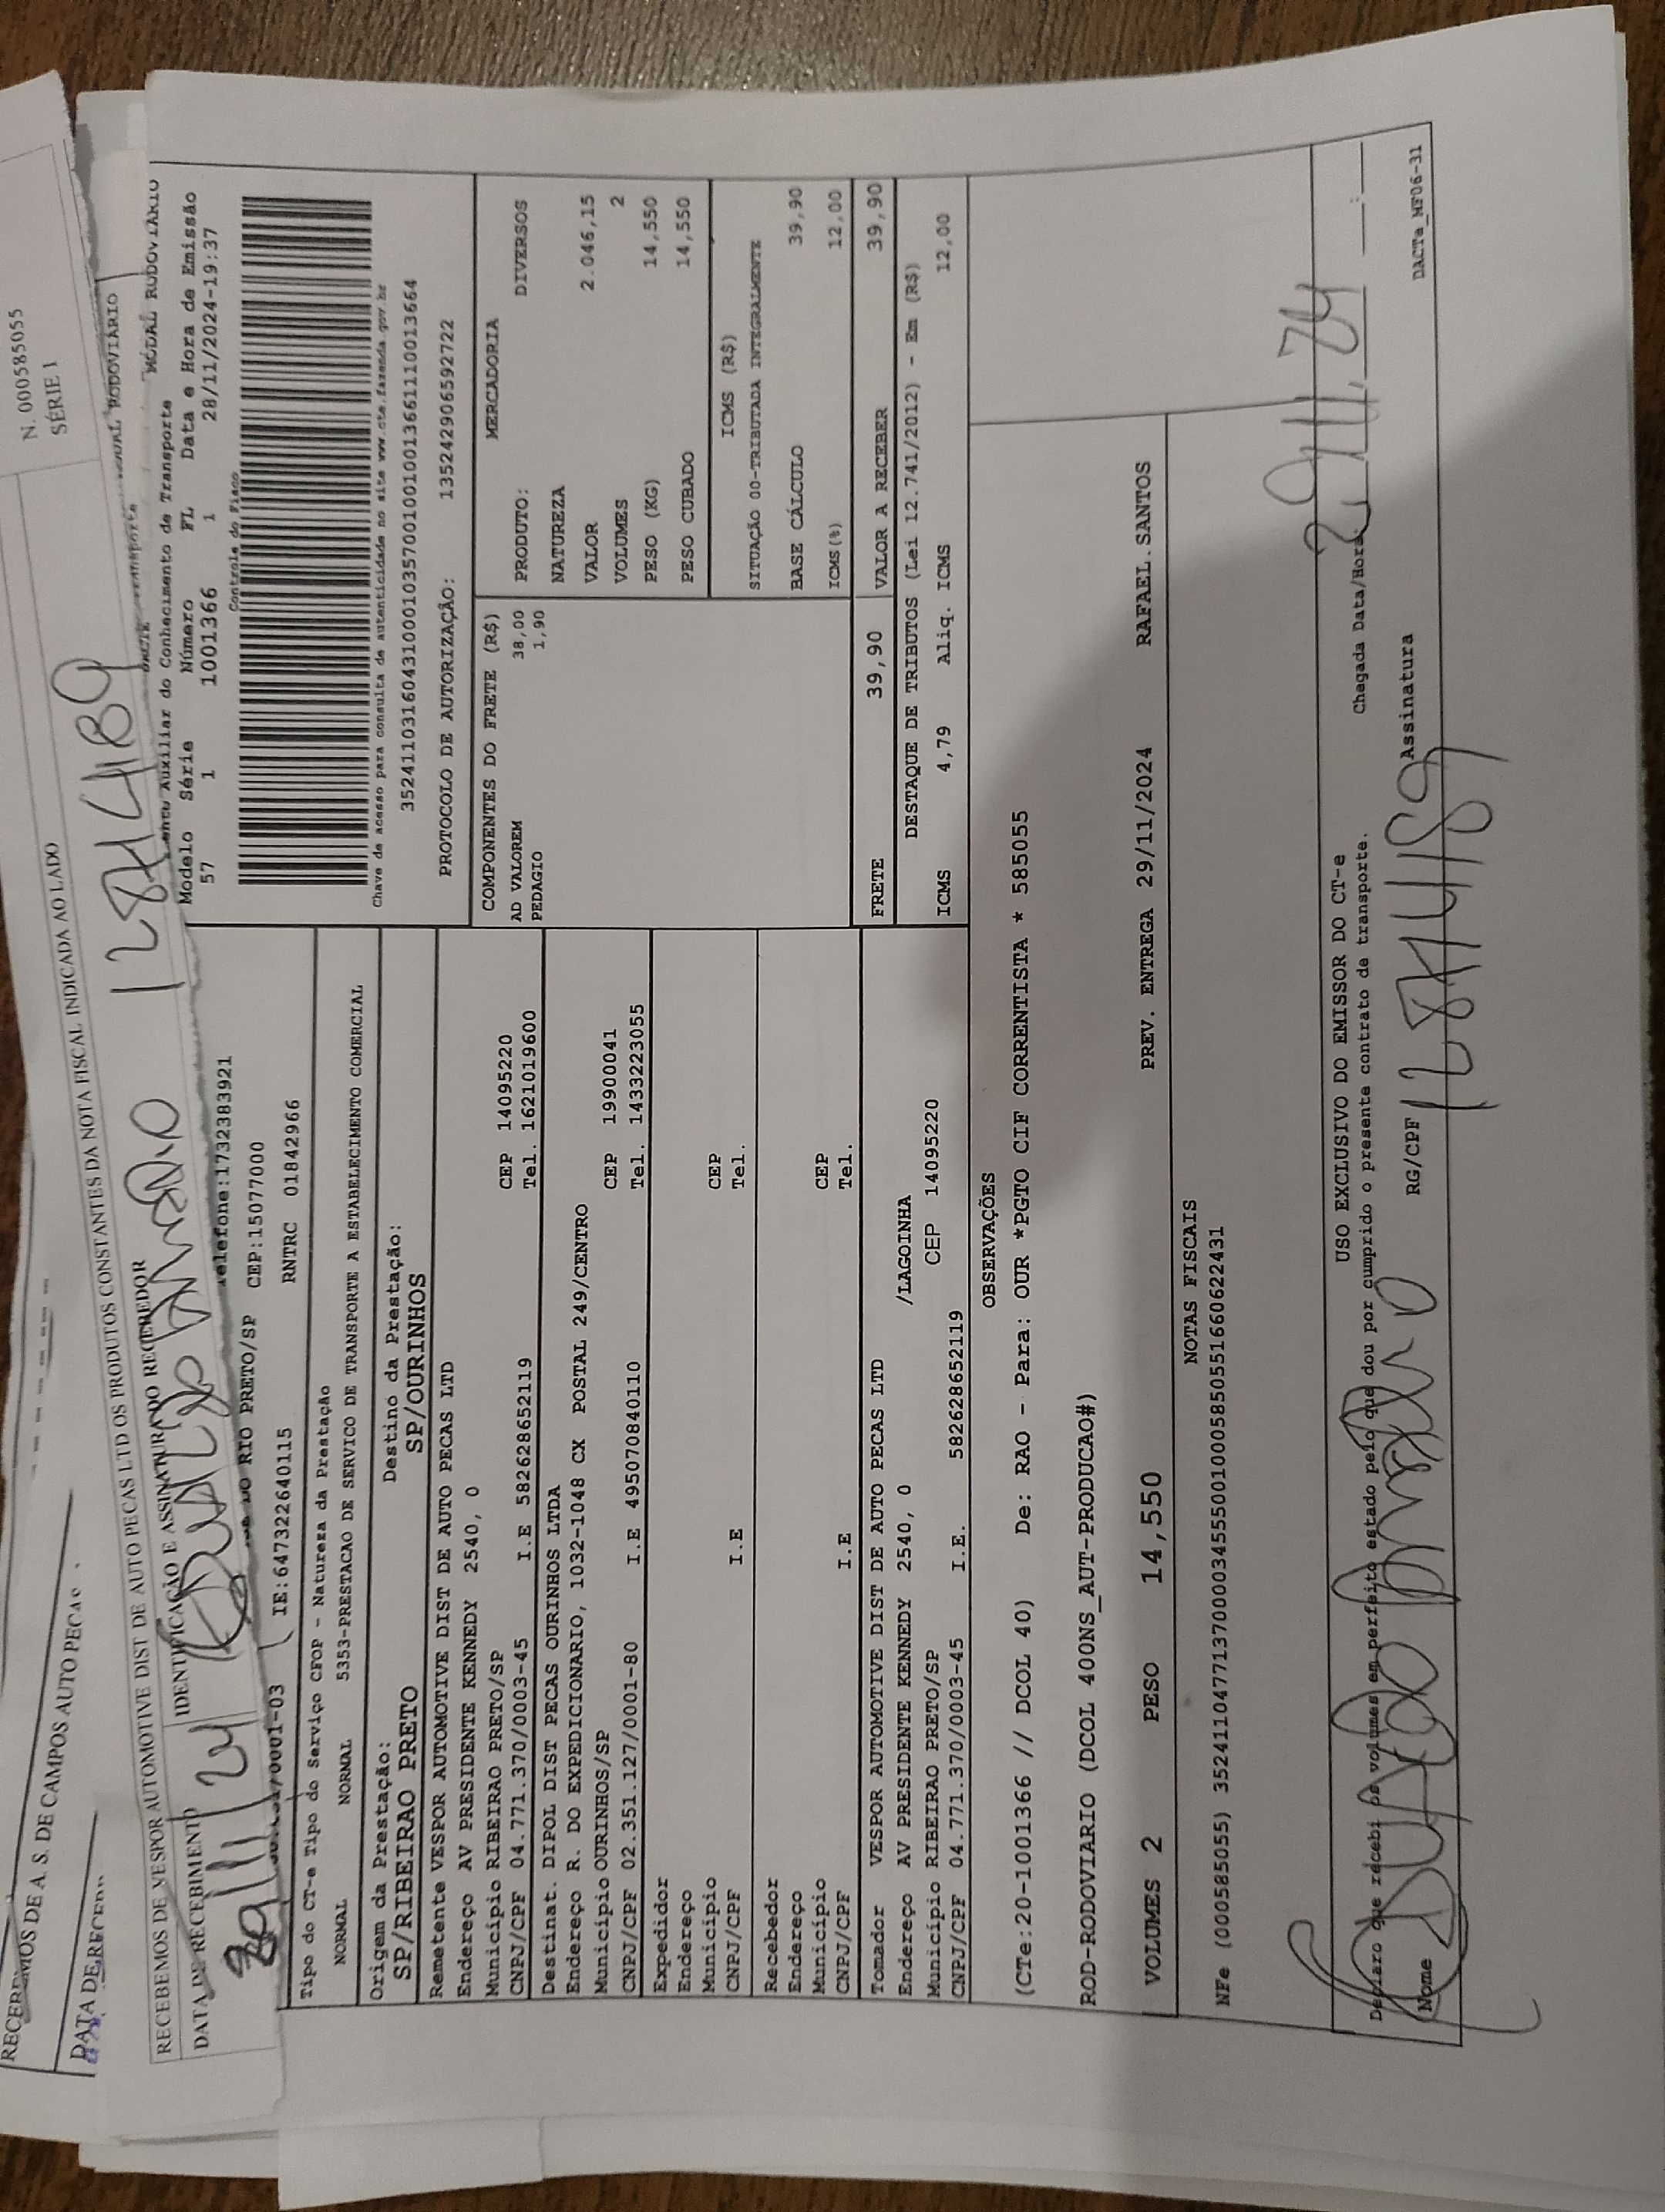 N. 000585055
SÉRIE 1
RECEBEMOS DE A. S. DE CAMPOS AUTO PECAS
DATA DE RECEB
RECEBEMOS DE VESPOR AUTOMOTIVE DIST DE AUTO PECAS LTD OS PRODUTOS CONSTANTES DA NOTA FISCAL INDICADA AO LADO
DATA DE RECEBIMENTO
IDENTIFICAÇÃO E ASSINATURA DO RECEBEDOR
MODAL RODOVIÁRIO
Auxiliar do Conhecimento de Transporte
MODAL RODOVIÁRIO
Modelo Série Número FL Data e Hora de Emissão
57 1 1001366 1 28/11/2024-19:37
Controle do Fisco
Telefone:1732383921
DO RIO PRETO/SP CEP:15077000
/0001-03 IE:647322640115 RNTRC 01842966
Chave de acesso para consulta de autenticidade no site www.cte.fazenda.gov.br
35241103160431000103570010010013661110013664
PROTOCOLO DE AUTORIZAÇÃO: 135242906592722
Tipo do CT-e Tipo do Serviço CFOP - Natureza da Prestação
NORMAL NORMAL 5353-PRESTACAO DE SERVICO DE TRANSPORTE A ESTABELECIMENTO COMERCIAL
Origem da Prestação: Destino da Prestação:
SP/RIBEIRAO PRETO SP/OURINHOS
Remetente VESPOR AUTOMOTIVE DIST DE AUTO PECAS LTD
Endereço AV PRESIDENTE KENNEDY 2540, 0
Município RIBEIRAO PRETO/SP CEP 14095220
CNPJ/CPF 04.771.370/0003-45 I.E 582628652119 Tel. 1621019600
Destinat. DIPOL DIST PECAS OURINHOS LTDA
Endereço R. DO EXPEDICIONARIO, 1032-1048 CX POSTAL 249/CENTRO
Município OURINHOS/SP CEP 19900041
CNPJ/CPF 02.351.127/0001-80 I.E 495070840110 Tel. 1433223055
Expedidor
Endereço
Município CEP
CNPJ/CPF I.E Tel.
Recebedor
Endereço
Município CEP
CNPJ/CPF I.E Tel.
Tomador VESPOR AUTOMOTIVE DIST DE AUTO PECAS LTD
Endereço AV PRESIDENTE KENNEDY 2540, 0 /LAGOINHA
Município RIBEIRAO PRETO/SP CEP 14095220
CNPJ/CPF 04.771.370/0003-45 I.E. 582628652119
COMPONENTES DO FRETE (R$)
AD VALOREM 38,00
PEDAGIO 1,90
MERCADORIA
PRODUTO: DIVERSOS
NATUREZA
VALOR 2.046,15
VOLUMES 2
PESO (KG) 14,550
PESO CUBADO 14,550
ICMS (R$)
SITUAÇÃO 00-TRIBUTADA INTEGRALMENTE
BASE CÁLCULO 39,90
ICMS(%) 12,00
FRETE 39,90 VALOR A RECEBER 39,90
DESTAQUE DE TRIBUTOS (Lei 12.741/2012) - Em (R$)
ICMS 4,79 Aliq. ICMS 12,00
OBSERVAÇÕES
(CTe:20-1001366 // DCOL 40) De: RAO - Para: OUR **PGTO CIF CORRENTISTA * 585055
ROD-RODOVIARIO (DCOL 400NS_AUT-PRODUCAO#)
VOLUMES 2 PESO 14,550 PREV. ENTREGA 29/11/2024 RAFAEL.SANTOS
NOTAS FISCAIS
NFe (000585055) 35241104771370000345550010005850551660622431
USO EXCLUSIVO DO EMISSOR DO CT-e
Declaro que recebi os volumes em perfeito estado pelo que dou por cumprido o presente contrato de transporte. Chegada Data/Hora 29/11/24
Nome RG/CPF Assinatura
DACTe_MF06-31